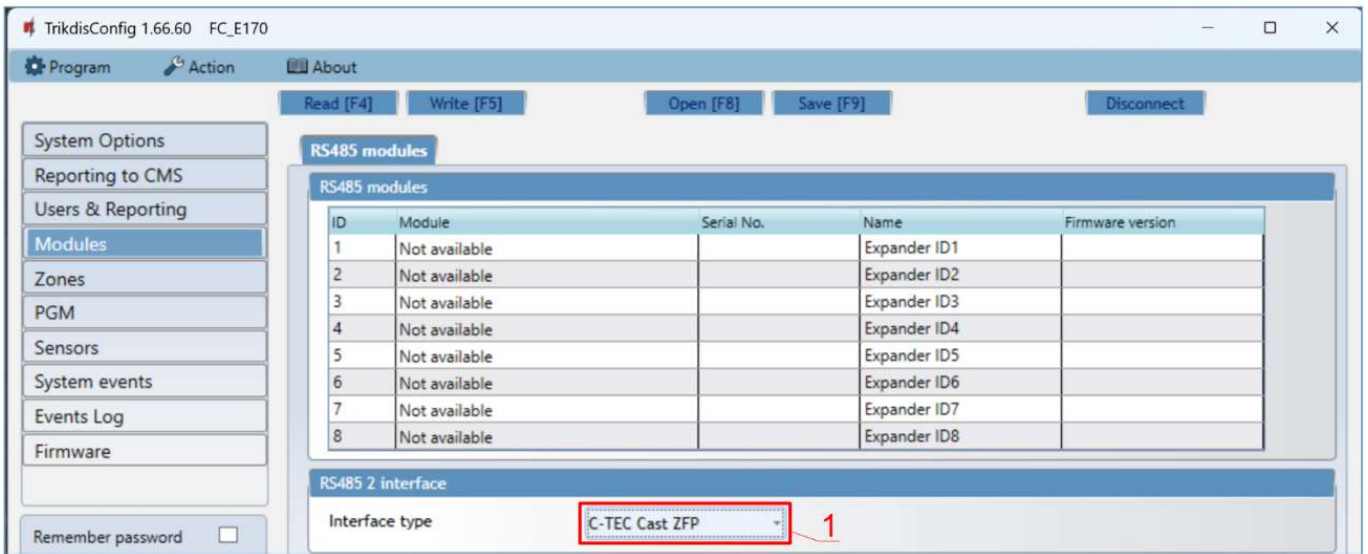 TrikdisConfig 1.66.60 FC_E170
Program Action About
Read [F4] Write [F5] Open [F8] Save [F9] Disconnect
System Options
Reporting to CMS
Users & Reporting
Modules
Zones
PGM
Sensors
System events
Events Log
Firmware
Remember password
RS485 modules
RS485 modules
ID Module Serial No. Name Firmware version
1 Not available Expander ID1
2 Not available Expander ID2
3 Not available Expander ID3
4 Not available Expander ID4
5 Not available Expander ID5
6 Not available Expander ID6
7 Not available Expander ID7
8 Not available Expander ID8
RS485 2 interface
Interface type C-TEC Cast ZFP 1